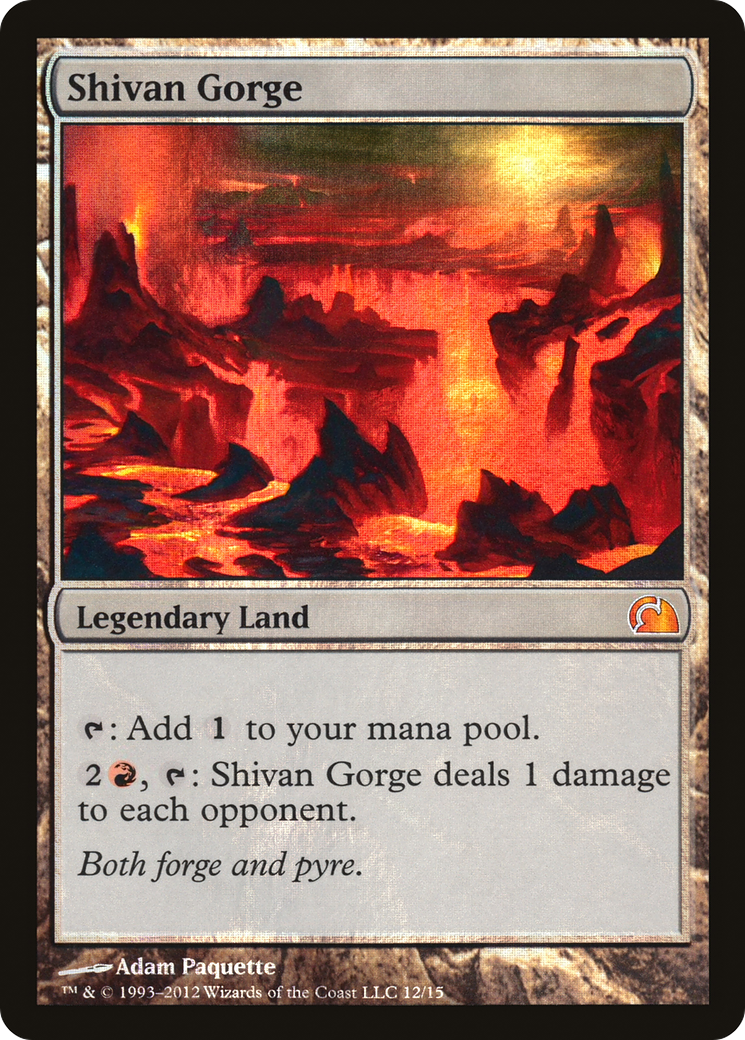 Shivan Gorge
Legendary Land
: Add 1 to your mana pool.
2 , : Shivan Gorge deals 1 damage
to each opponent.
Both forge and pyre.
Adam Paquette
™ & © 1993–2012 Wizards of the Coast LLC 12/15